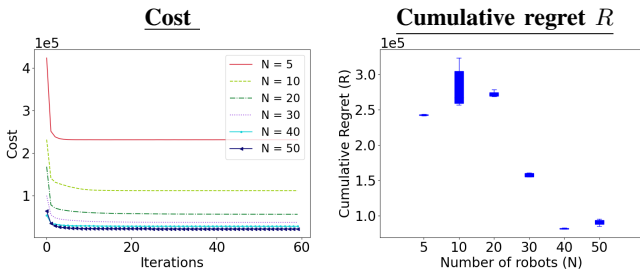 Cost
1e5
4
3
2
1
0
20
40
60
Cost
Iterations
N = 5
N = 10
N = 20
N = 30
N = 40
N = 50
Cumulative regret R
1e5
3.0
2.5
2.0
1.5
1.0
5
10
20
30
40
50
Cumulative Regret (R)
Number of robots (N)